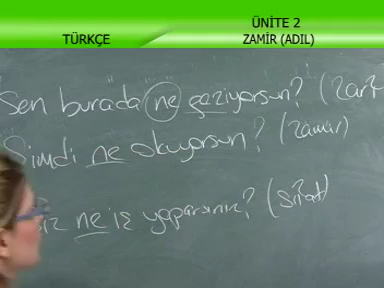 ÜNİTE 2
TÜRKÇE
ZAMİR (ADIL)
Sen burada ne geziyorsun? (Zarf
Şimdi ne okuyorsun? (zamir)
ne iş yaparsınız? (Sıfat)